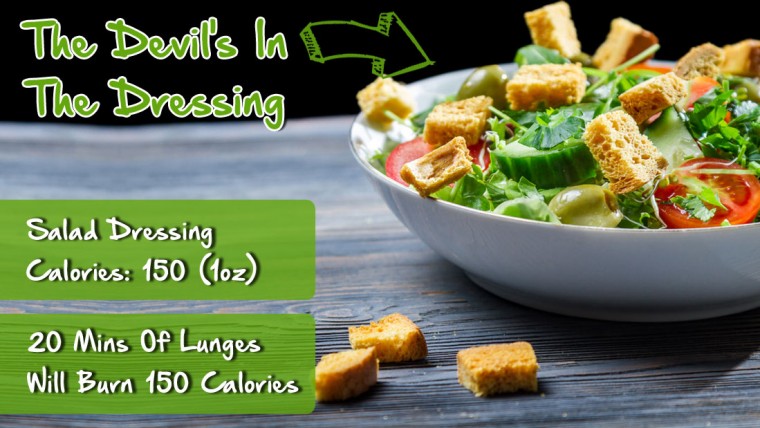 The Devil's In
The Dressing
Salad Dressing
Calories: 150 (1oz)
20 Mins Of Lunges
Will Burn 150 Calories